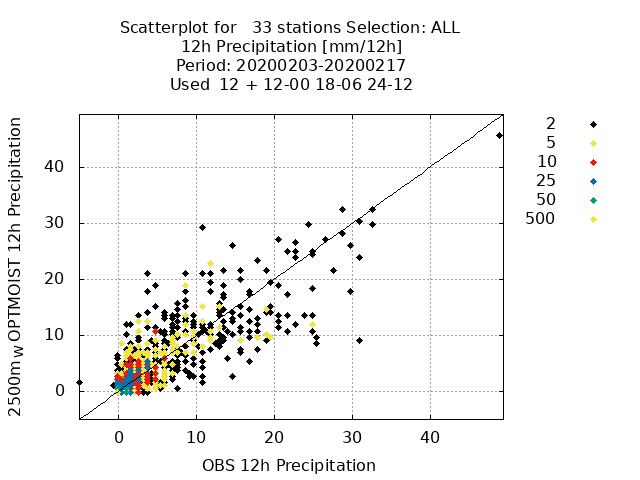 Scatterplot for   33 stations Selection: ALL
12h Precipitation [mm/12h]
Period: 20200203-20200217
Used  12 + 12-00 18-06 24-12
2
5
10
25
50
500
40
30
20
10
0
2500m_W_OPTMOIST 12h Precipitation
0
10
20
30
40
OBS 12h Precipitation